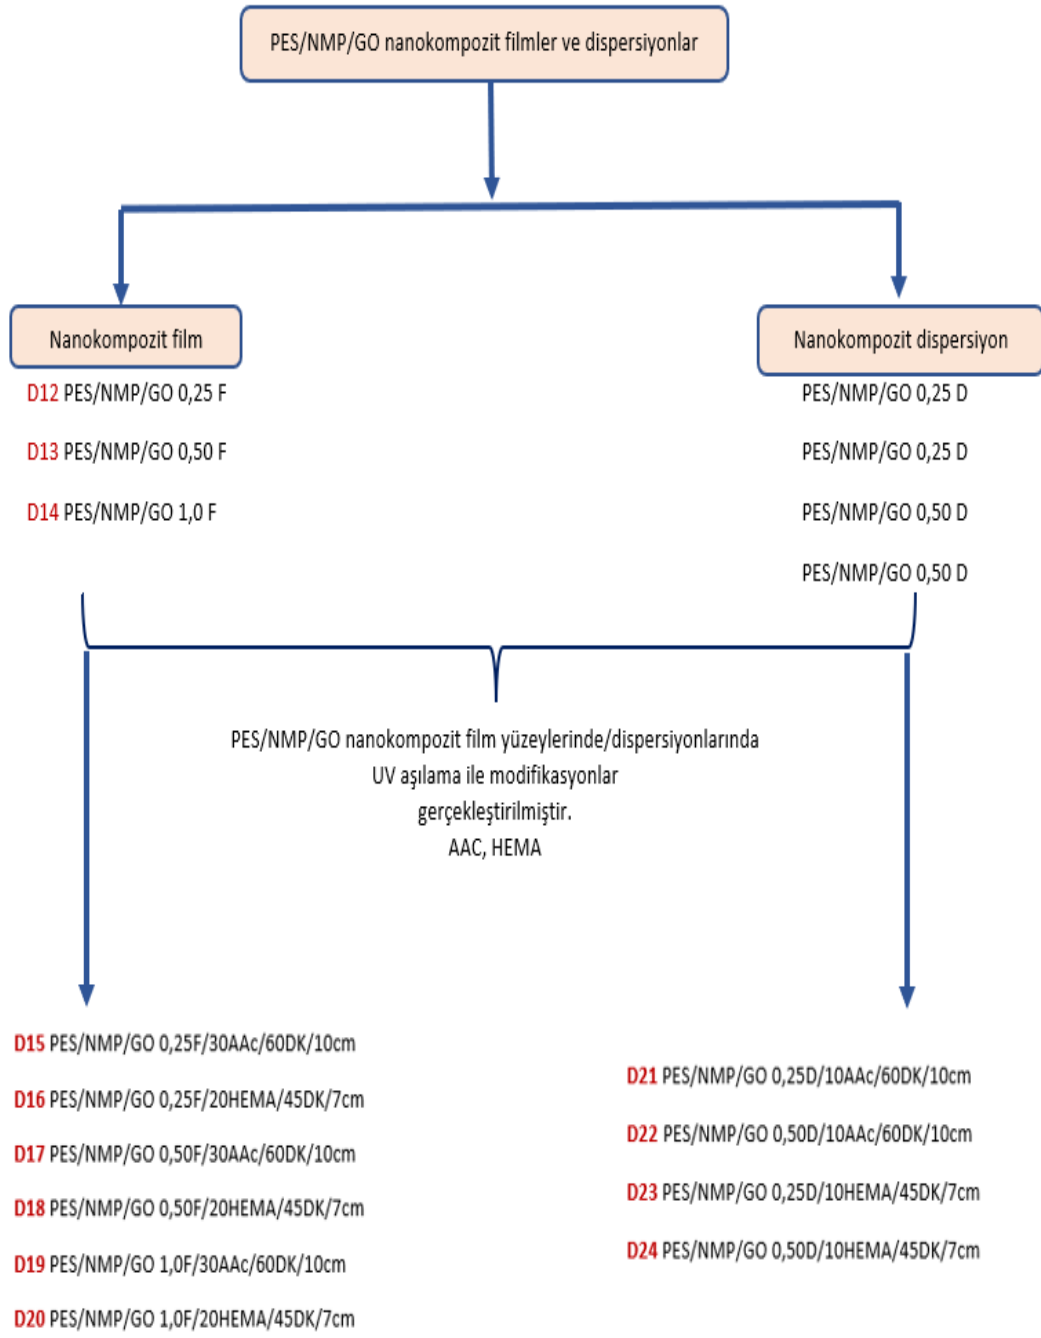 PES/NMP/GO nanokompozit filmler ve dispersiyonlar
Nanokompozit film
D12 PES/NMP/GO 0,25 F
D13 PES/NMP/GO 0,50 F
D14 PES/NMP/GO 1,0 F
Nanokompozit dispersiyon
PES/NMP/GO 0,25 D
PES/NMP/GO 0,25 D
PES/NMP/GO 0,50 D
PES/NMP/GO 0,50 D
PES/NMP/GO nanokompozit film yüzeylerinde/dispersiyonlarında
UV aşılama ile modifikasyonlar
gerçekleştirilmiştir.
AAC, HEMA
D15 PES/NMP/GO 0,25F/30AAc/60DK/10cm
D16 PES/NMP/GO 0,25F/20HEMA/45DK/7cm
D17 PES/NMP/GO 0,50F/30AAc/60DK/10cm
D18 PES/NMP/GO 0,50F/20HEMA/45DK/7cm
D19 PES/NMP/GO 1,0F/30AAc/60DK/10cm
D20 PES/NMP/GO 1,0F/20HEMA/45DK/7cm
D21 PES/NMP/GO 0,25D/10AAc/60DK/10cm
D22 PES/NMP/GO 0,50D/10AAc/60DK/10cm
D23 PES/NMP/GO 0,25D/10HEMA/45DK/7cm
D24 PES/NMP/GO 0,50D/10HEMA/45DK/7cm